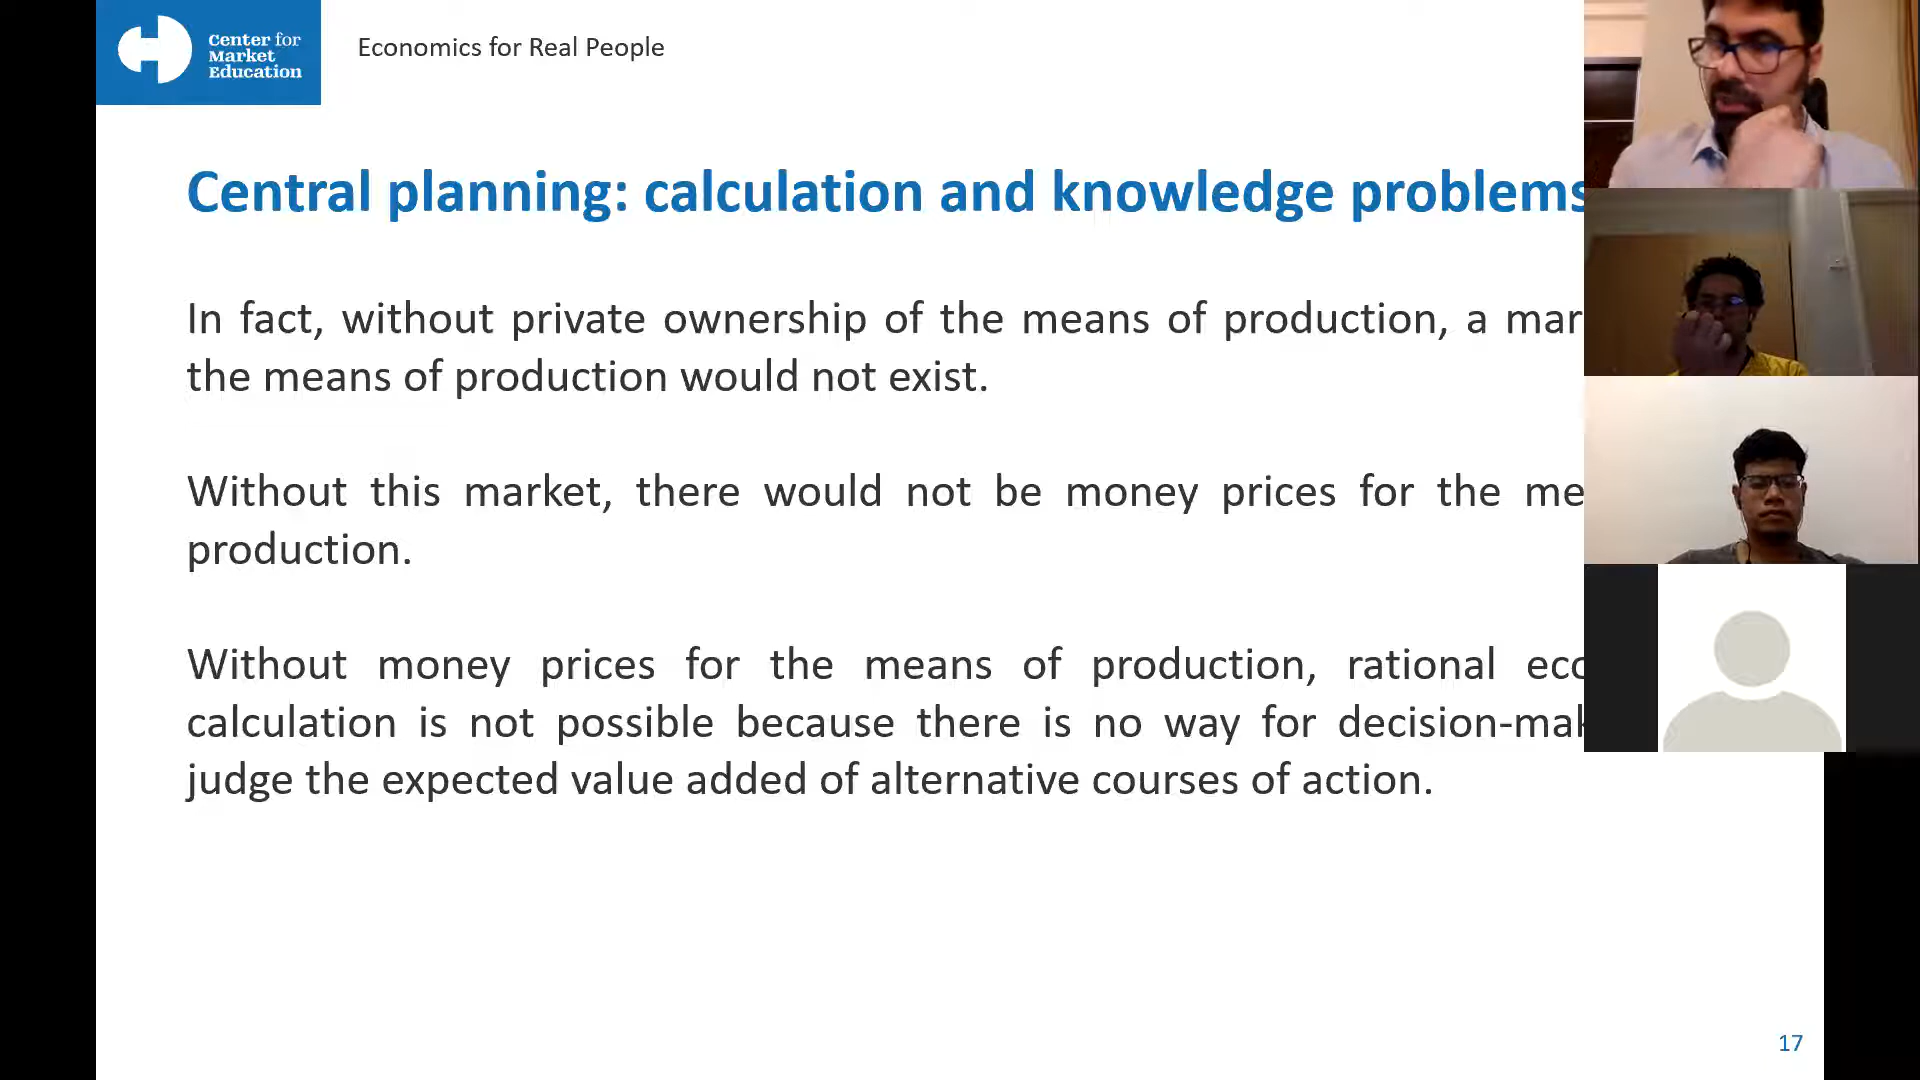 Center for
Market
Education
Economics for Real People
Central planning: calculation and knowledge problems
In fact, without private ownership of the means of production, a mar
the means of production would not exist.
Without this market, there would not be money prices for the me
production.
Without money prices for the means of production, rational eco
calculation is not possible because there is no way for decision-mak
judge the expected value added of alternative courses of action.
17